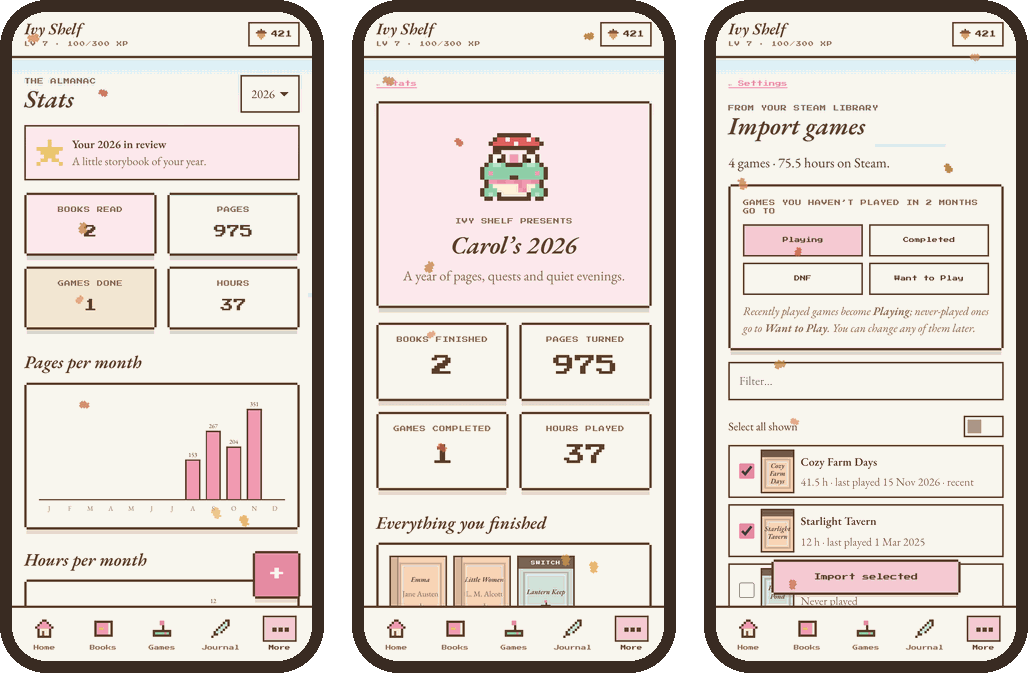 Ivy Shelf
LV 7 · 100/300 XP
421
THE ALMANAC
Stats
2026
Your 2026 in review
A little storybook of your year.
BOOKS READ
2
PAGES
975
GAMES DONE
1
HOURS
37
Pages per month
153
267
204
351
J F M A M J J A S O N D
Hours per month
12
+
Home
Books
Games
Journal
More
Ivy Shelf
LV 7 · 100/300 XP
421
Stats
IVY SHELF PRESENTS
Carol's 2026
A year of pages, quests and quiet evenings.
BOOKS FINISHED
2
PAGES TURNED
975
GAMES COMPLETED
1
HOURS PLAYED
37
Everything you finished
Emma
Jane Austen
Little Women
L. M. Alcott
SWITCH
Lantern Keep
Home
Books
Games
Journal
More
Ivy Shelf
LV 7 · 100/300 XP
421
← Settings
FROM YOUR STEAM LIBRARY
Import games
4 games · 75.5 hours on Steam.
GAMES YOU HAVEN'T PLAYED IN 2 MONTHS
GO TO
Playing
Completed
DNF
Want to Play
Recently played games become Playing; never-played ones
go to Want to Play. You can change any of them later.
Filter...
Select all shown
Cozy
Farm
Days
Cozy Farm Days
41.5 h · last played 15 Nov 2026 · recent
Starlight
Tavern
Starlight Tavern
12 h · last played 1 Mar 2025
Import selected
Never played
Home
Books
Games
Journal
More